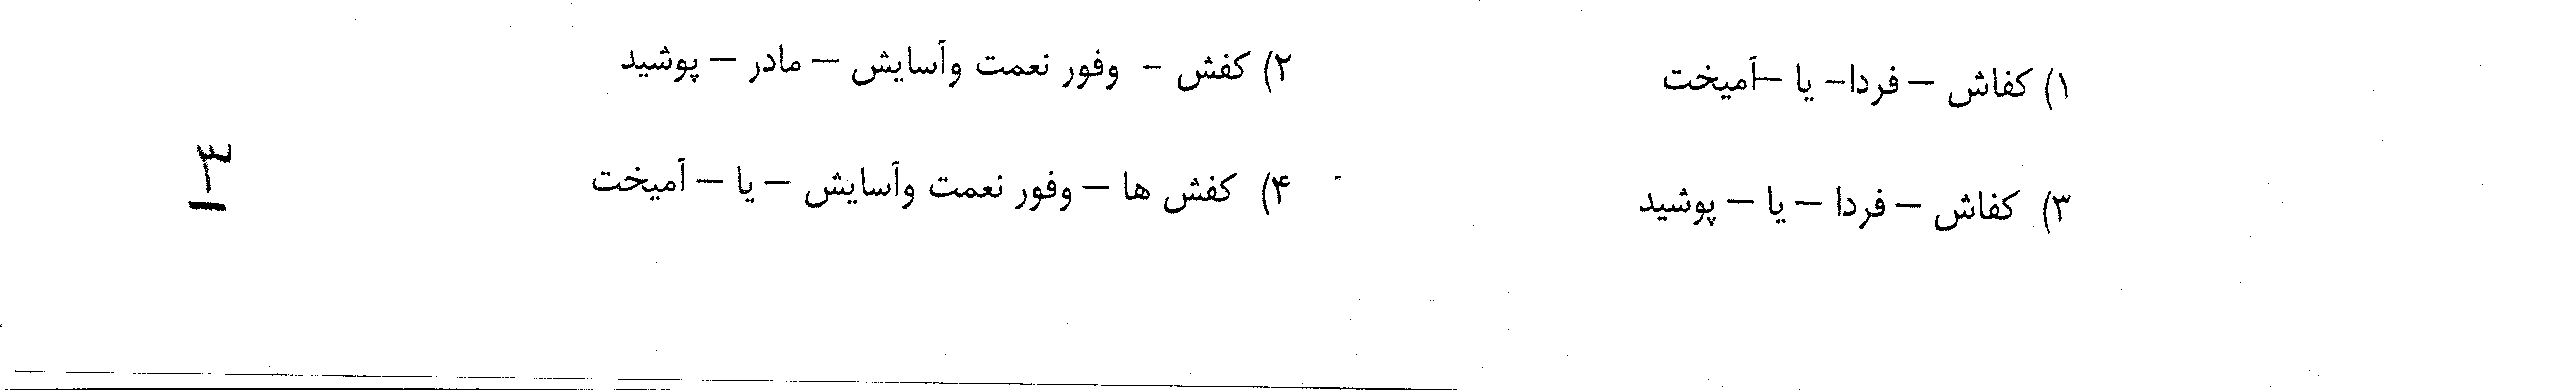 ۱) کفاش – فردا– یا –آمیخت
۲) کفش – وفور نعمت وآسایش – مادر – پوشید
۳) کفاش – فردا – یا – پوشید
۴) کفش ها – وفور نعمت وآسایش – یا – آمیخت
۳